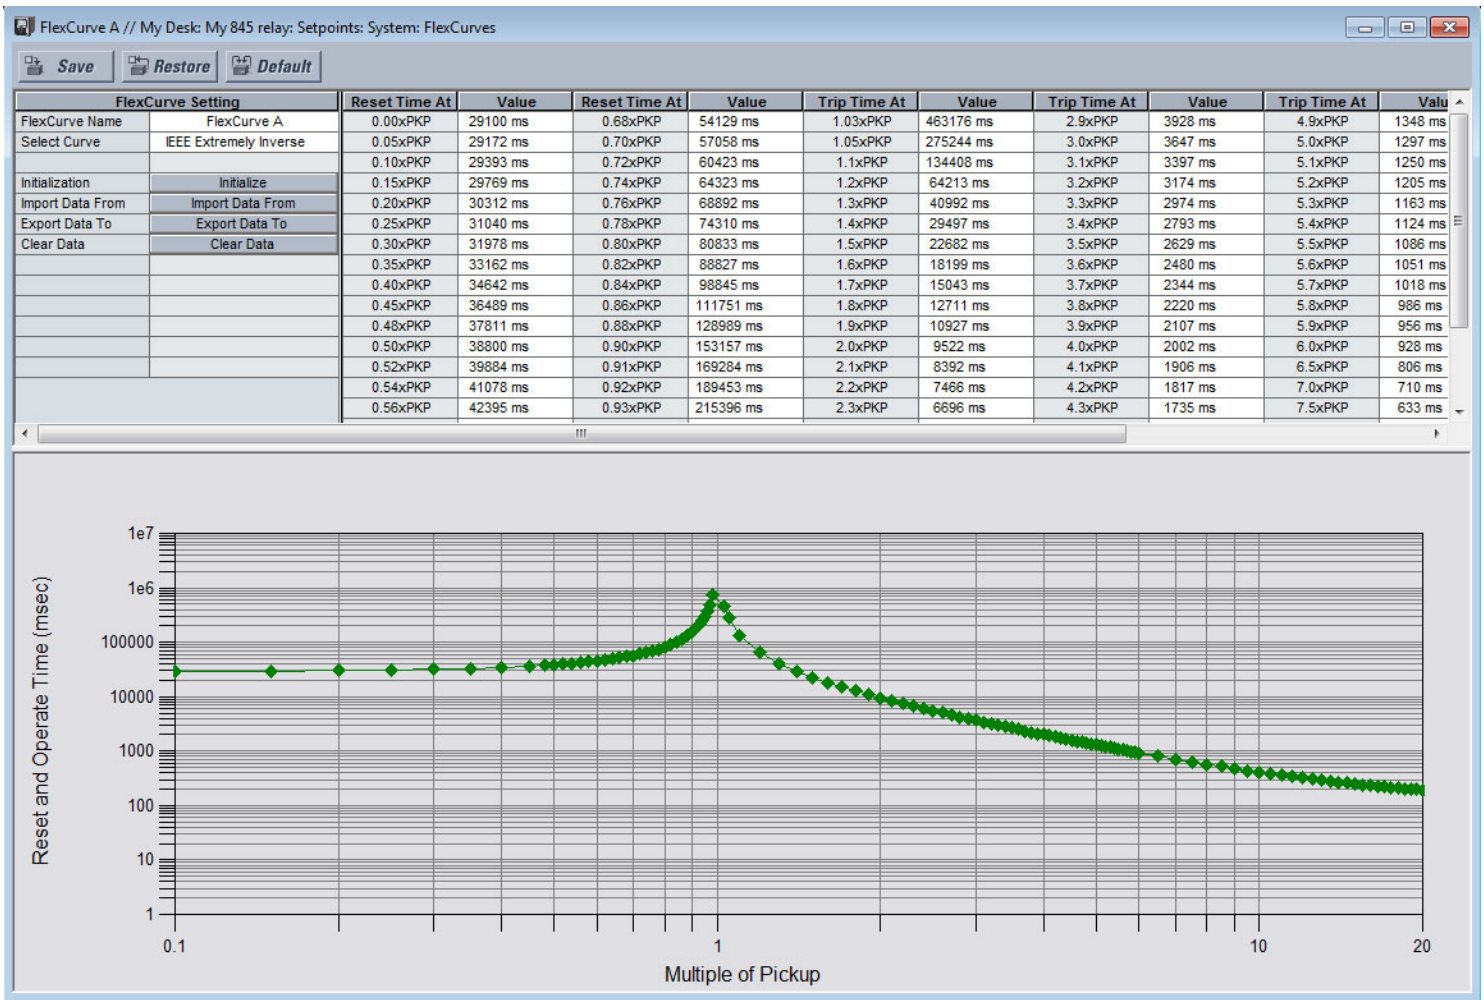 FlexCurve A // My Desk: My 845 relay: Setpoints: System: FlexCurves
Save Restore Default
FlexCurve Setting Reset Time At Value Reset Time At Value Trip Time At Value Trip Time At Value Trip Time At Valu
FlexCurve Name FlexCurve A 0.00xPKP 29100 ms 0.68xPKP 54129 ms 1.03xPKP 463176 ms 2.9xPKP 3928 ms 4.9xPKP 1348 ms
Select Curve IEEE Extremely Inverse 0.05xPKP 29172 ms 0.70xPKP 57058 ms 1.05xPKP 275244 ms 3.0xPKP 3647 ms 5.0xPKP 1297 ms
0.10xPKP 29393 ms 0.72xPKP 60423 ms 1.1xPKP 134408 ms 3.1xPKP 3397 ms 5.1xPKP 1250 ms
Initialization Initialize 0.15xPKP 29769 ms 0.74xPKP 64323 ms 1.2xPKP 64213 ms 3.2xPKP 3174 ms 5.2xPKP 1205 ms
Import Data From Import Data From 0.20xPKP 30312 ms 0.76xPKP 68892 ms 1.3xPKP 40992 ms 3.3xPKP 2974 ms 5.3xPKP 1163 ms
Export Data To Export Data To 0.25xPKP 31040 ms 0.78xPKP 74310 ms 1.4xPKP 29497 ms 3.4xPKP 2793 ms 5.4xPKP 1124 ms
Clear Data Clear Data 0.30xPKP 31978 ms 0.80xPKP 80833 ms 1.5xPKP 22682 ms 3.5xPKP 2629 ms 5.5xPKP 1086 ms
0.35xPKP 33162 ms 0.82xPKP 88827 ms 1.6xPKP 18199 ms 3.6xPKP 2480 ms 5.6xPKP 1051 ms
0.40xPKP 34642 ms 0.84xPKP 98845 ms 1.7xPKP 15043 ms 3.7xPKP 2344 ms 5.7xPKP 1018 ms
0.45xPKP 36489 ms 0.86xPKP 111751 ms 1.8xPKP 12711 ms 3.8xPKP 2220 ms 5.8xPKP 986 ms
0.48xPKP 37811 ms 0.88xPKP 128989 ms 1.9xPKP 10927 ms 3.9xPKP 2107 ms 5.9xPKP 956 ms
0.50xPKP 38800 ms 0.90xPKP 153157 ms 2.0xPKP 9522 ms 4.0xPKP 2002 ms 6.0xPKP 928 ms
0.52xPKP 39884 ms 0.91xPKP 169284 ms 2.1xPKP 8392 ms 4.1xPKP 1906 ms 6.5xPKP 806 ms
0.54xPKP 41078 ms 0.92xPKP 189453 ms 2.2xPKP 7466 ms 4.2xPKP 1817 ms 7.0xPKP 710 ms
0.56xPKP 42395 ms 0.93xPKP 215396 ms 2.3xPKP 6696 ms 4.3xPKP 1735 ms 7.5xPKP 633 ms
Reset and Operate Time (msec)
1e7
1e6
100000
10000
1000
100
10
1
0.1 1 10 20
Multiple of Pickup